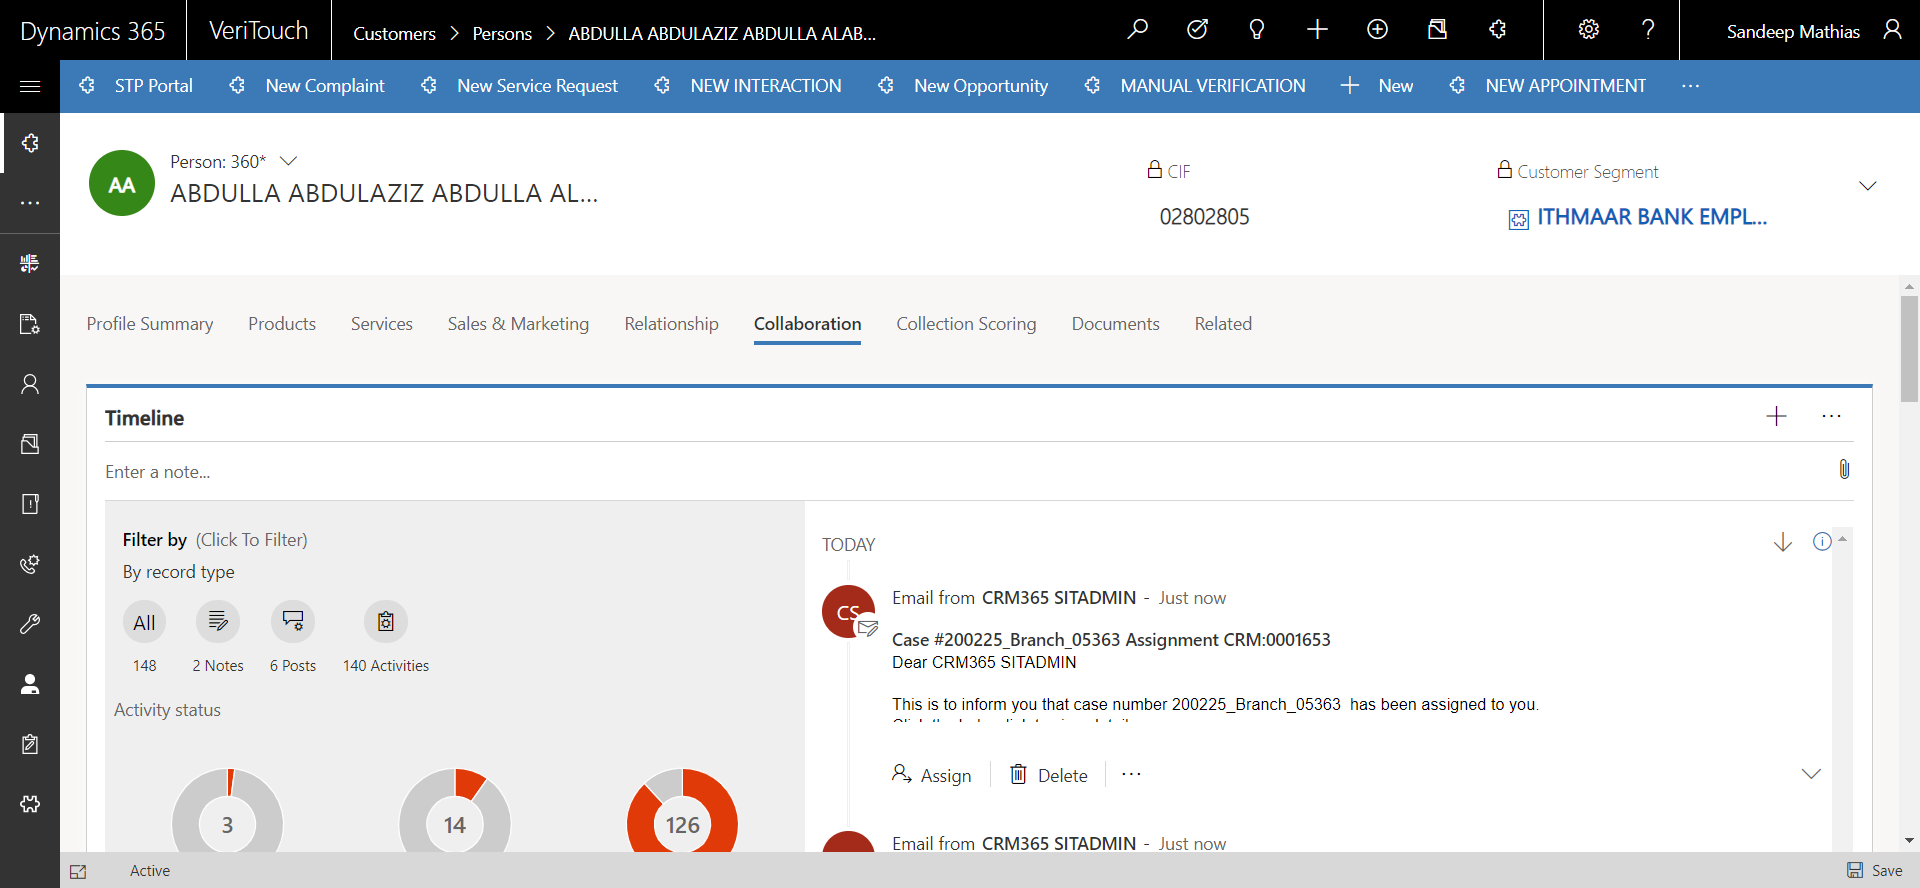 Dynamics 365 VeriTouch Customers > Persons > ABDULLA ABDULAZIZ ABDULLA ALAB... Sandeep Mathias
STP Portal New Complaint New Service Request NEW INTERACTION New Opportunity MANUAL VERIFICATION New NEW APPOINTMENT ...
AA
Person: 360*
ABDULLA ABDULAZIZ ABDULLA AL...
CIF
02802805
Customer Segment
ITHMAAR BANK EMPL...
Profile Summary Products Services Sales & Marketing Relationship Collaboration Collection Scoring Documents Related
Timeline
Enter a note...
Filter by (Click To Filter)
By record type
All
148 2 Notes 6 Posts 140 Activities
Activity status
3 14 126
TODAY
CS
Email from CRM365 SITADMIN - Just now
Case #200225_Branch_05363 Assignment CRM:0001653
Dear CRM365 SITADMIN
This is to inform you that case number 200225_Branch_05363 has been assigned to you.
Assign Delete ...
Email from CRM365 SITADMIN - Just now
Active Save